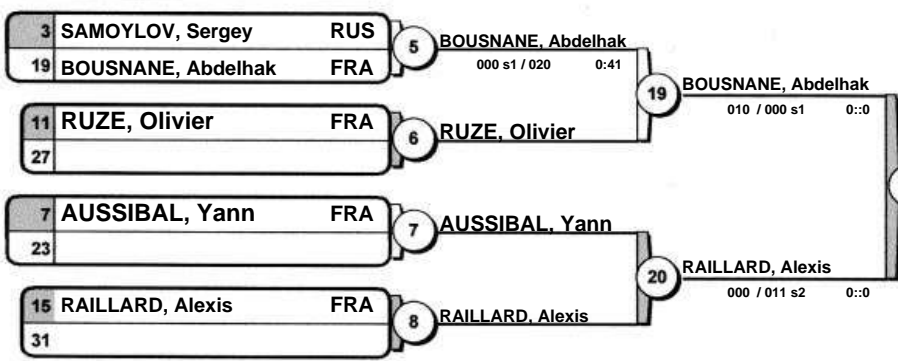 3 SAMOYLOV, Sergey RUS
19 BOUSNANE, Abdelhak FRA
5
BOUSNANE, Abdelhak
000 s1 / 020 0:41
11 RUZE, Olivier FRA
27
6
RUZE, Olivier
19
BOUSNANE, Abdelhak
010 / 000 s1 0::0
7 AUSSIBAL, Yann FRA
23
7
AUSSIBAL, Yann
15 RAILLARD, Alexis FRA
31
8
RAILLARD, Alexis
20
RAILLARD, Alexis
000 / 011 s2 0::0